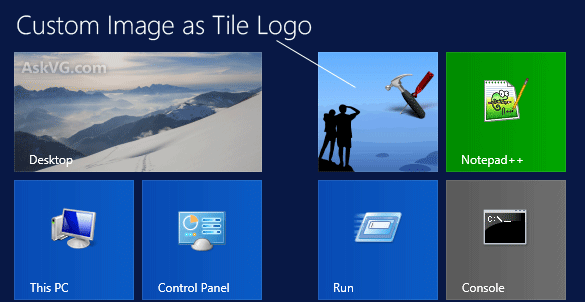 Custom Image as Tile Logo
AskVG.com
Desktop
Notepad++
C:\_
This PC
Control Panel
Run
Console